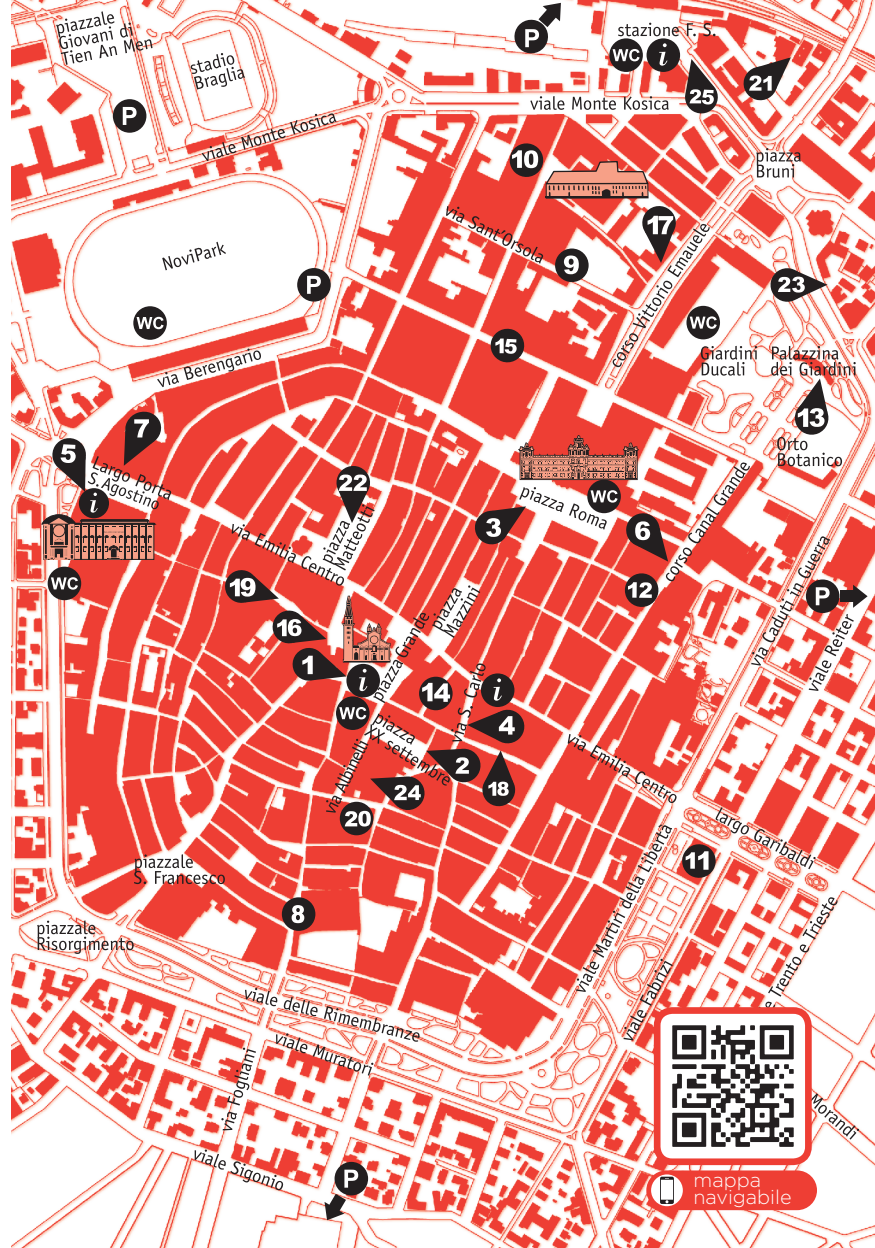 piazzale
Giovani di
Tien An Men
stadio
Braglia
P
P
stazione F. S.
WC
i
21
25
viale Monte Kosica
viale Monte Kosica
piazza
Bruni
10
via Sant'Orsola
17
9
NoviPark
P
WC
corso Vittorio Emauele
23
WC
15
Giardini
Ducali
Palazzina
dei Giardini
via Berengario
13
Orto
Botanico
7
5
Largo Porta
S.Agostino
i
WC
22
piazza
Matteotti
via Emilia Centro
3
piazza Roma
WC
6
corso Canal Grande
12
via Caduti in Guerra
P
viale Reiter
19
16
1
i
WC
piazza Grande
piazza
Mazzini
14
via S. Carlo
i
4
piazza
XX settembre
2
18
24
via Albinelli
20
via Emilia Centro
largo Garibaldi
11
viale Martiri della Libertà
piazzale
S. Francesco
8
piazzale
Risorgimento
viale delle Rimembranze
viale Muratori
viale Fabrizi
e Trento e Trieste
via Fogliani
viale Sigonio
P
Morandi
mappa
navigabile